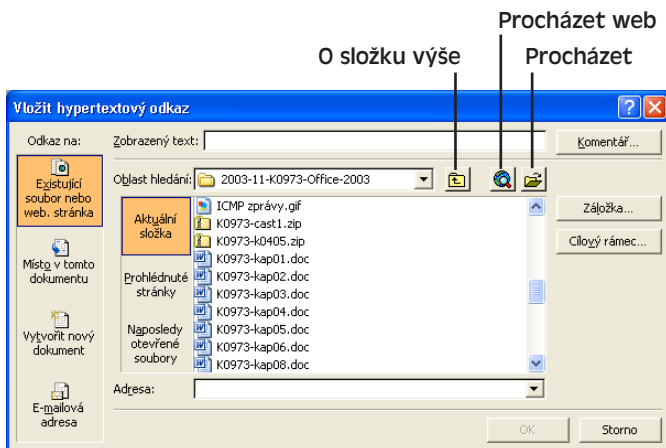 Procházet web
O složku výše
Procházet
Vložit hypertextový odkaz
Odkaz na:
Zobrazený text:
Komentář...
Existující
soubor nebo
web. stránka
Oblast hledání:
2003-11-K0973-Office-2003
Místo v tomto
dokumentu
Vytvořit nový
dokument
E-mailová
adresa
Aktuální
složka
Prohlédnuté
stránky
Naposledy
otevřené
soubory
ICMP zprávy.gif
K0973-cast1.zip
K0973-k0405.zip
K0973-kap01.doc
K0973-kap02.doc
K0973-kap03.doc
K0973-kap04.doc
K0973-kap05.doc
K0973-kap06.doc
K0973-kap08.doc
Záložka...
Cílový rámec...
Adresa:
OK
Storno